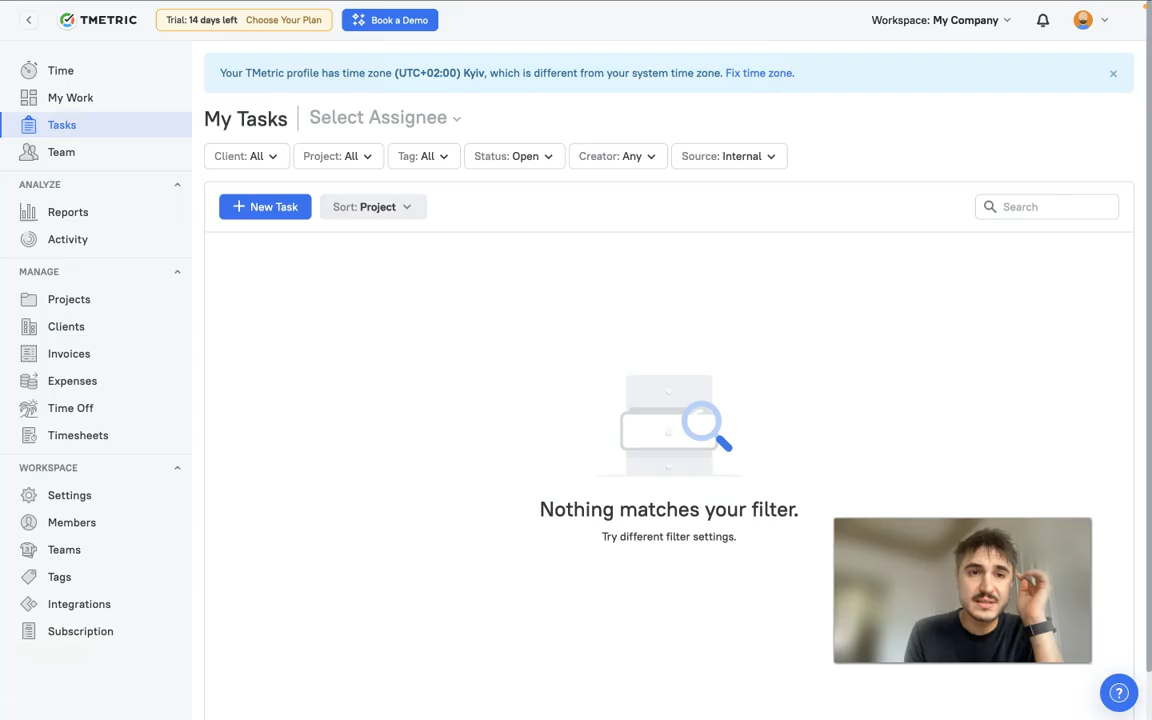 TMETRIC
Trial: 14 days left Choose Your Plan
Book a Demo
Workspace: My Company
Time
My Work
Tasks
Team
ANALYZE
Reports
Activity
MANAGE
Projects
Clients
Invoices
Expenses
Time Off
Timesheets
WORKSPACE
Settings
Members
Teams
Tags
Integrations
Subscription
Your TMetric profile has time zone (UTC+02:00) Kyiv, which is different from your system time zone. Fix time zone.
My Tasks Select Assignee
Client: All Project: All Tag: All Status: Open Creator: Any Source: Internal
+ New Task Sort: Project Search
Nothing matches your filter.
Try different filter settings.
?